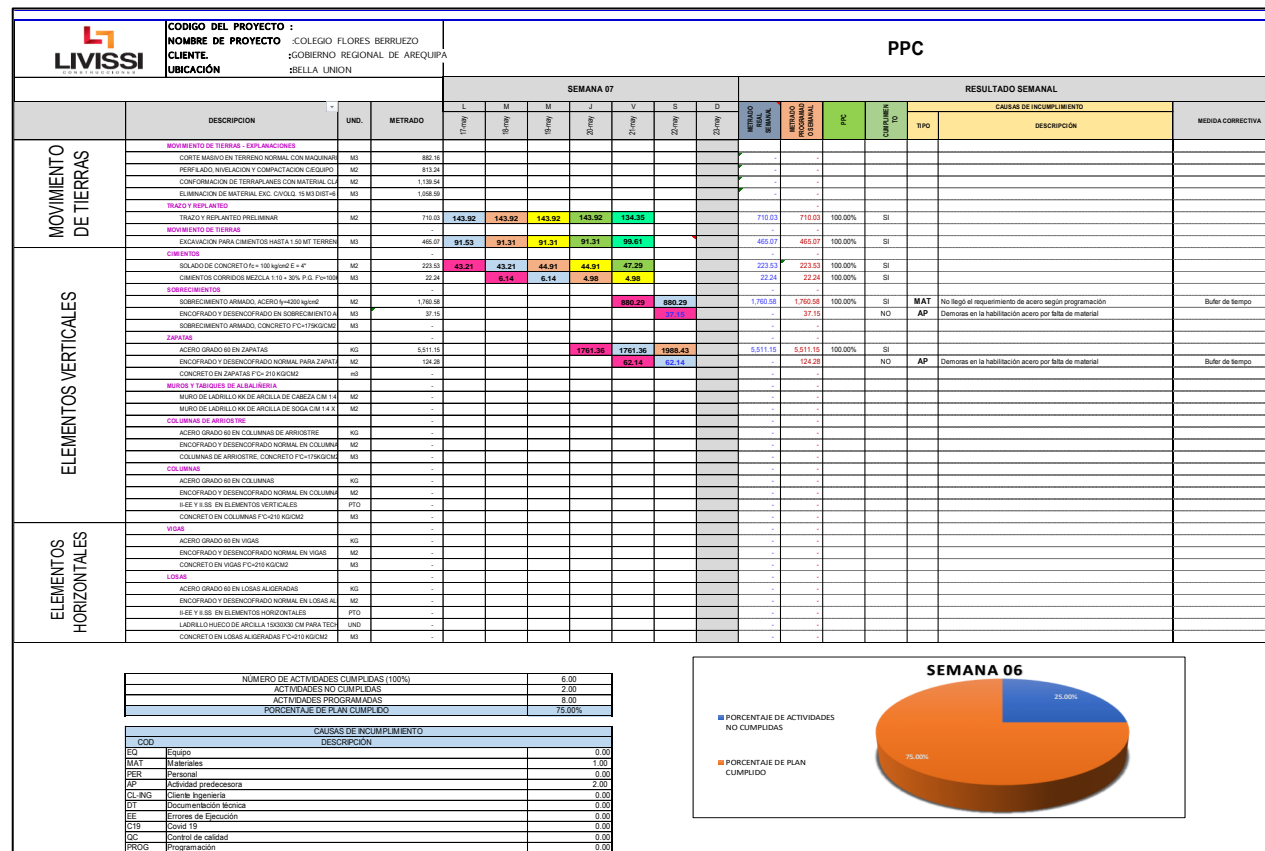 LIVISSI
CONSTRUCCIONES
CODIGO DEL PROYECTO :
NOMBRE DE PROYECTO :COLEGIO FLORES BERRUEZO
CLIENTE. :GOBIERNO REGIONAL DE AREQUIPA
UBICACIÓN :BELLA UNION
PPC
SEMANA 07 RESULTADO SEMANAL
DESCRIPCION UND. METRADO L M M J V S D METRADO REAL SEMANAL METRADO PROGRAMAD O SEMANAL PPC CUMPLIMEN TO CAUSAS DE INCUMPLIMIENTO MEDIDA CORRECTIVA
17-may 18-may 19-may 20-may 21-may 22-may 23-may TIPO DESCRIPCIÓN
MOVIMIENTO DE TIERRAS
MOVIMIENTO DE TIERRAS - EXPLANACIONES
CORTE MASIVO EN TERRENO NORMAL CON MAQUINARI M3 882.16 - -
PERFILADO, NIVELACION Y COMPACTACION C/EQUIPO M2 813.24 - -
CONFORMACION DE TERRAPLANES CON MATERIAL CLA M2 1,139.54 - -
ELIMINACION DE MATERIAL EXC. C/VOLQ. 15 M3 DIST=6 M3 1,058.59 - -
TRAZO Y REPLANTEO - -
TRAZO Y REPLANTEO PRELIMINAR M2 710.03 143.92 143.92 143.92 143.92 134.35 710.03 710.03 100.00% SI
MOVIMIENTO DE TIERRAS - - -
EXCAVACION PARA CIMIENTOS HASTA 1.50 MT TERREN M3 465.07 91.53 91.31 91.31 91.31 99.61 465.07 465.07 100.00% SI
ELEMENTOS VERTICALES
CIMIENTOS - - -
SOLADO DE CONCRETO f'c = 100 kg/cm2 E = 4" M2 223.53 43.21 43.21 44.91 44.91 47.29 223.53 223.53 100.00% SI
CIMIENTOS CORRIDOS MEZCLA 1:10 + 30% P.G. F'c=100 M3 22.24 6.14 6.14 4.98 4.98 22.24 22.24 100.00% SI
SOBRECIMIENTOS - - -
SOBRECIMIENTO ARMADO, ACERO fy=4200 kg/cm2 M2 1,760.58 880.29 880.29 1,760.58 1,760.58 100.00% SI MAT No llegó el requerimiento de acero según programación Bufer de tiempo
ENCOFRADO Y DESENCOFRADO EN SOBRECIMIENTO A M3 37.15 37.15 - 37.15 NO AP Demoras en la habilitación acero por falta de material
SOBRECIMIENTO ARMADO, CONCRETO F'C=175KG/CM2 M3 - - -
ZAPATAS - - -
ACERO GRADO 60 EN ZAPATAS KG 5,511.15 1761.36 1761.36 1988.43 5,511.15 5,511.15 100.00% SI
ENCOFRADO Y DESENCOFRADO NORMAL PARA ZAPATA M2 124.28 62.14 62.14 - 124.28 NO AP Demoras en la habilitación acero por falta de material Bufer de tiempo
CONCRETO EN ZAPATAS F'C= 210 KG/CM2 m3 - - -
MUROS Y TABIQUES DE ALBALIÑERIA - - -
MURO DE LADRILLO KK DE ARCILLA DE CABEZA C/M 1:4 M2 - - -
MURO DE LADRILLO KK DE ARCILLA DE SOGA C/M 1:4 X M2 - - -
COLUMNAS DE ARRIOSTRE - - -
ACERO GRADO 60 EN COLUMNAS DE ARRIOSTRE KG - - -
ENCOFRADO Y DESENCOFRADO NORMAL EN COLUMNA M2 - - -
COLUMNAS DE ARRIOSTRE, CONCRETO F'C=175KG/CM2 M3 - - -
COLUMNAS - - -
ACERO GRADO 60 EN COLUMNAS KG - - -
ENCOFRADO Y DESENCOFRADO NORMAL EN COLUMNA M2 - - -
II-EE Y II.SS EN ELEMENTOS VERTICALES PTO - - -
CONCRETO EN COLUMNAS F'C=210 KG/CM2 M3 - - -
ELEMENTOS HORIZONTALES
VIGAS - - -
ACERO GRADO 60 EN VIGAS KG - - -
ENCOFRADO Y DESENCOFRADO NORMAL EN VIGAS M2 - - -
CONCRETO EN VIGAS F'C=210 KG/CM2 M3 - - -
LOSAS - - -
ACERO GRADO 60 EN LOSAS ALIGERADAS KG - - -
ENCOFRADO Y DESENCOFRADO NORMAL EN LOSAS AL M2 - - -
II-EE Y II.SS EN ELEMENTOS HORIZONTALES PTO - - -
LADRILLO HUECO DE ARCILLA 15X30X30 CM PARA TECH UND - - -
CONCRETO EN LOSAS ALIGERADAS F'C=210 KG/CM2 M3 - - -
NÚMERO DE ACTIVIDADES CUMPLIDAS (100%) 6.00
ACTIVIDADES NO CUMPLIDAS 2.00
ACTIVIDADES PROGRAMADAS 8.00
PORCENTAJE DE PLAN CUMPLIDO 75.00%
CAUSAS DE INCUMPLIMIENTO
COD DESCRIPCIÓN
EQ Equipo 0.00
MAT Materiales 1.00
PER Personal 0.00
AP Actividad predecesora 2.00
CL-ING Cliente Ingeniería 0.00
DT Documentación técnica 0.00
EE Errores de Ejecución 0.00
C19 Covid 19 0.00
QC Control de calidad 0.00
PROG Programación 0.00
SEMANA 06
PORCENTAJE DE ACTIVIDADES
NO CUMPLIDAS
PORCENTAJE DE PLAN
CUMPLIDO
25.00%
75.00%